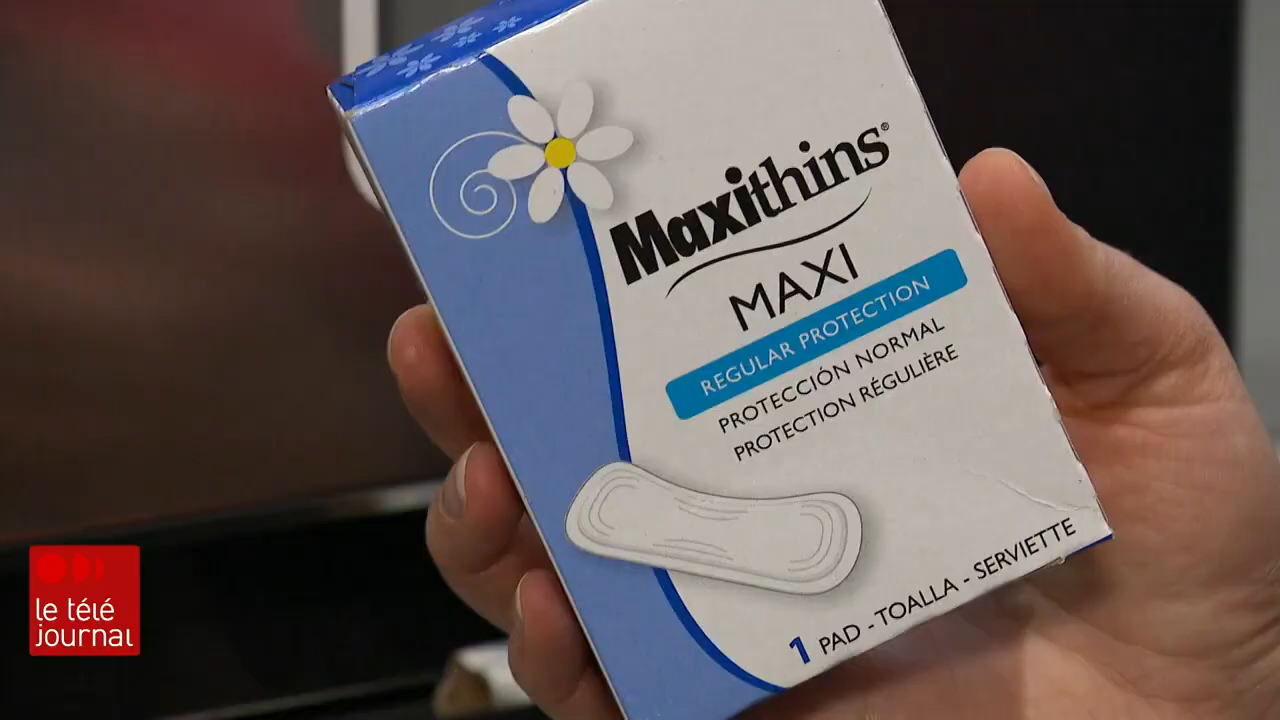 Maxithins®
MAXI
REGULAR PROTECTION
PROTECCIÓN NORMAL
PROTECTION RÉGULIÈRE
1 PAD - TOALLA - SERVIETTE
le télé
journal